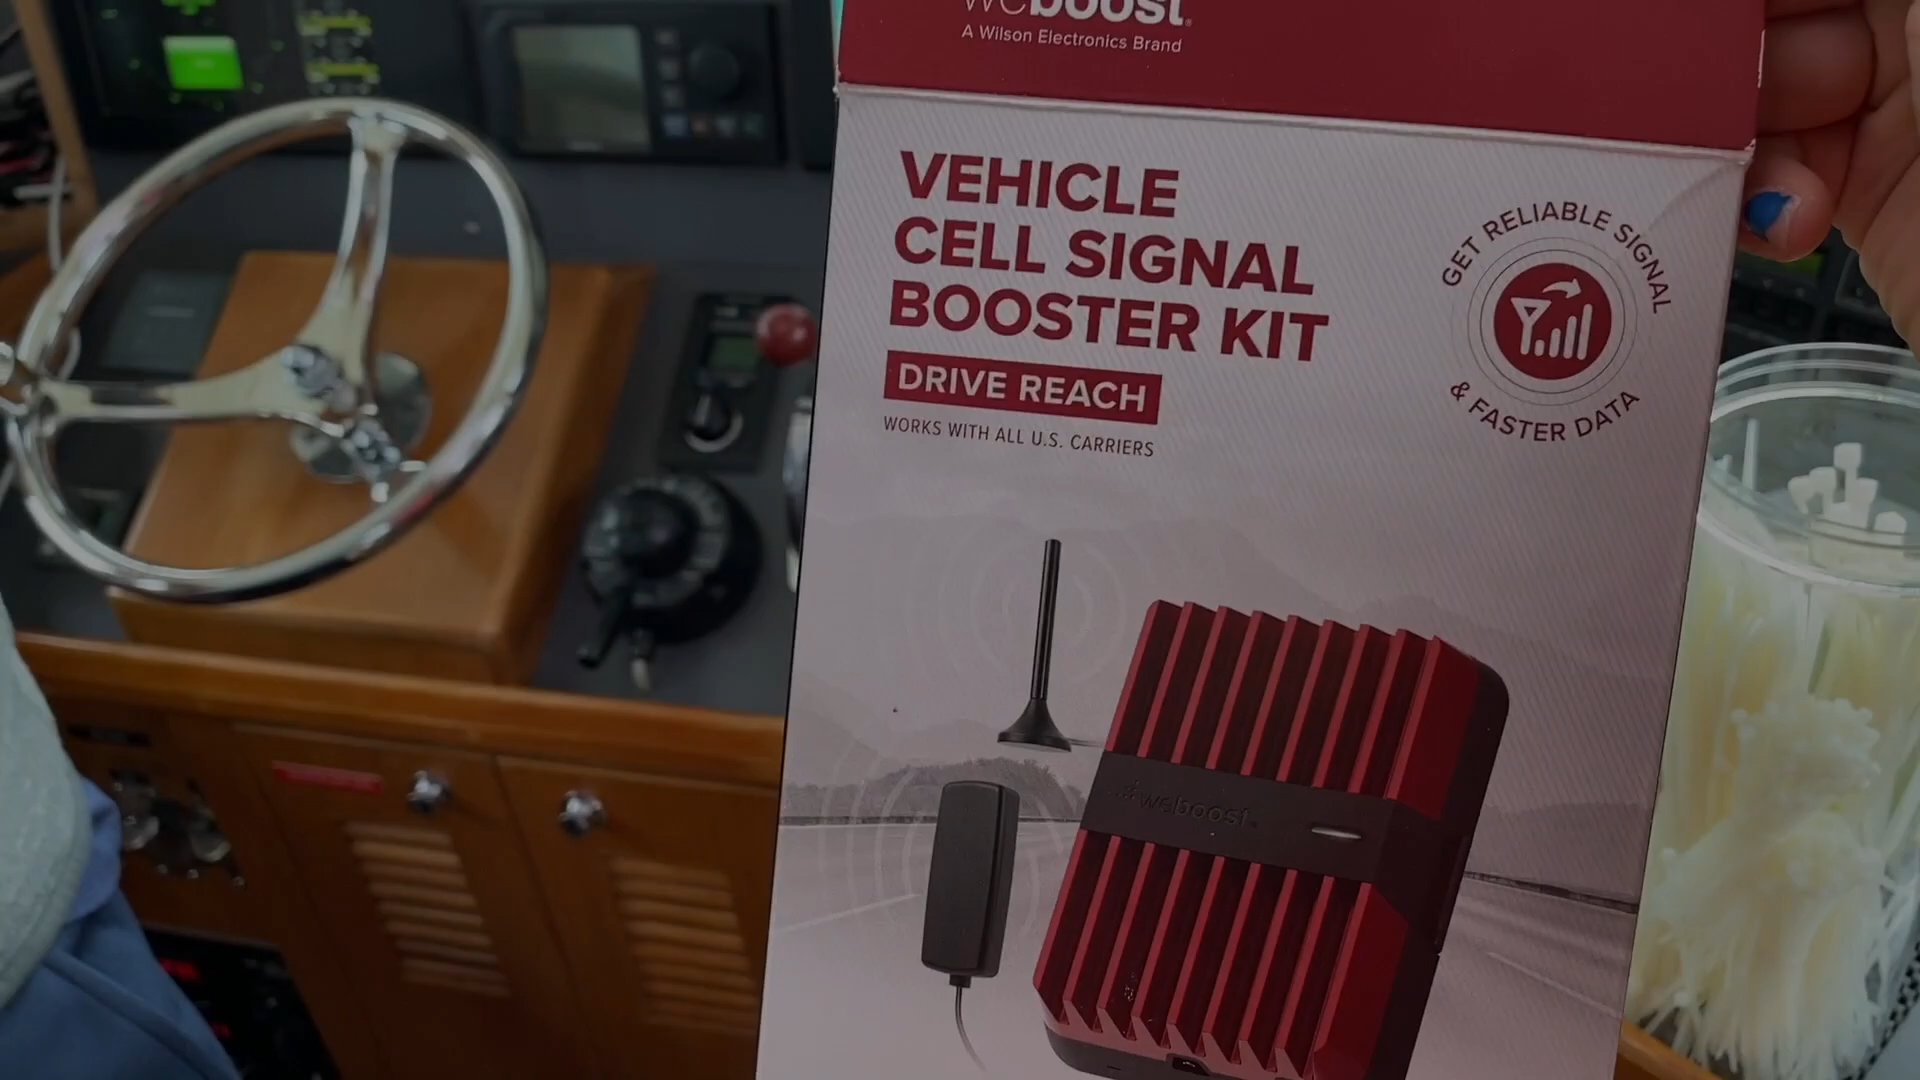 weboost
A Wilson Electronics Brand
VEHICLE
CELL SIGNAL
BOOSTER KIT
DRIVE REACH
WORKS WITH ALL U.S. CARRIERS
GET RELIABLE SIGNAL
& FASTER DATA
weboost